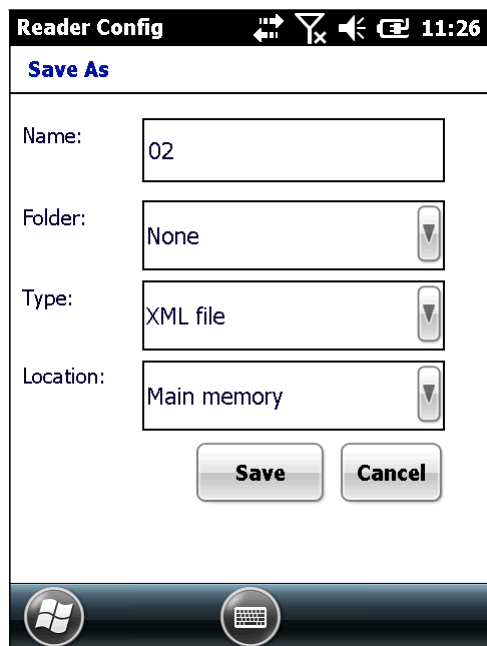 Reader Config 11:26
Save As
Name: 02
Folder: None
Type: XML file
Location: Main memory
Save Cancel